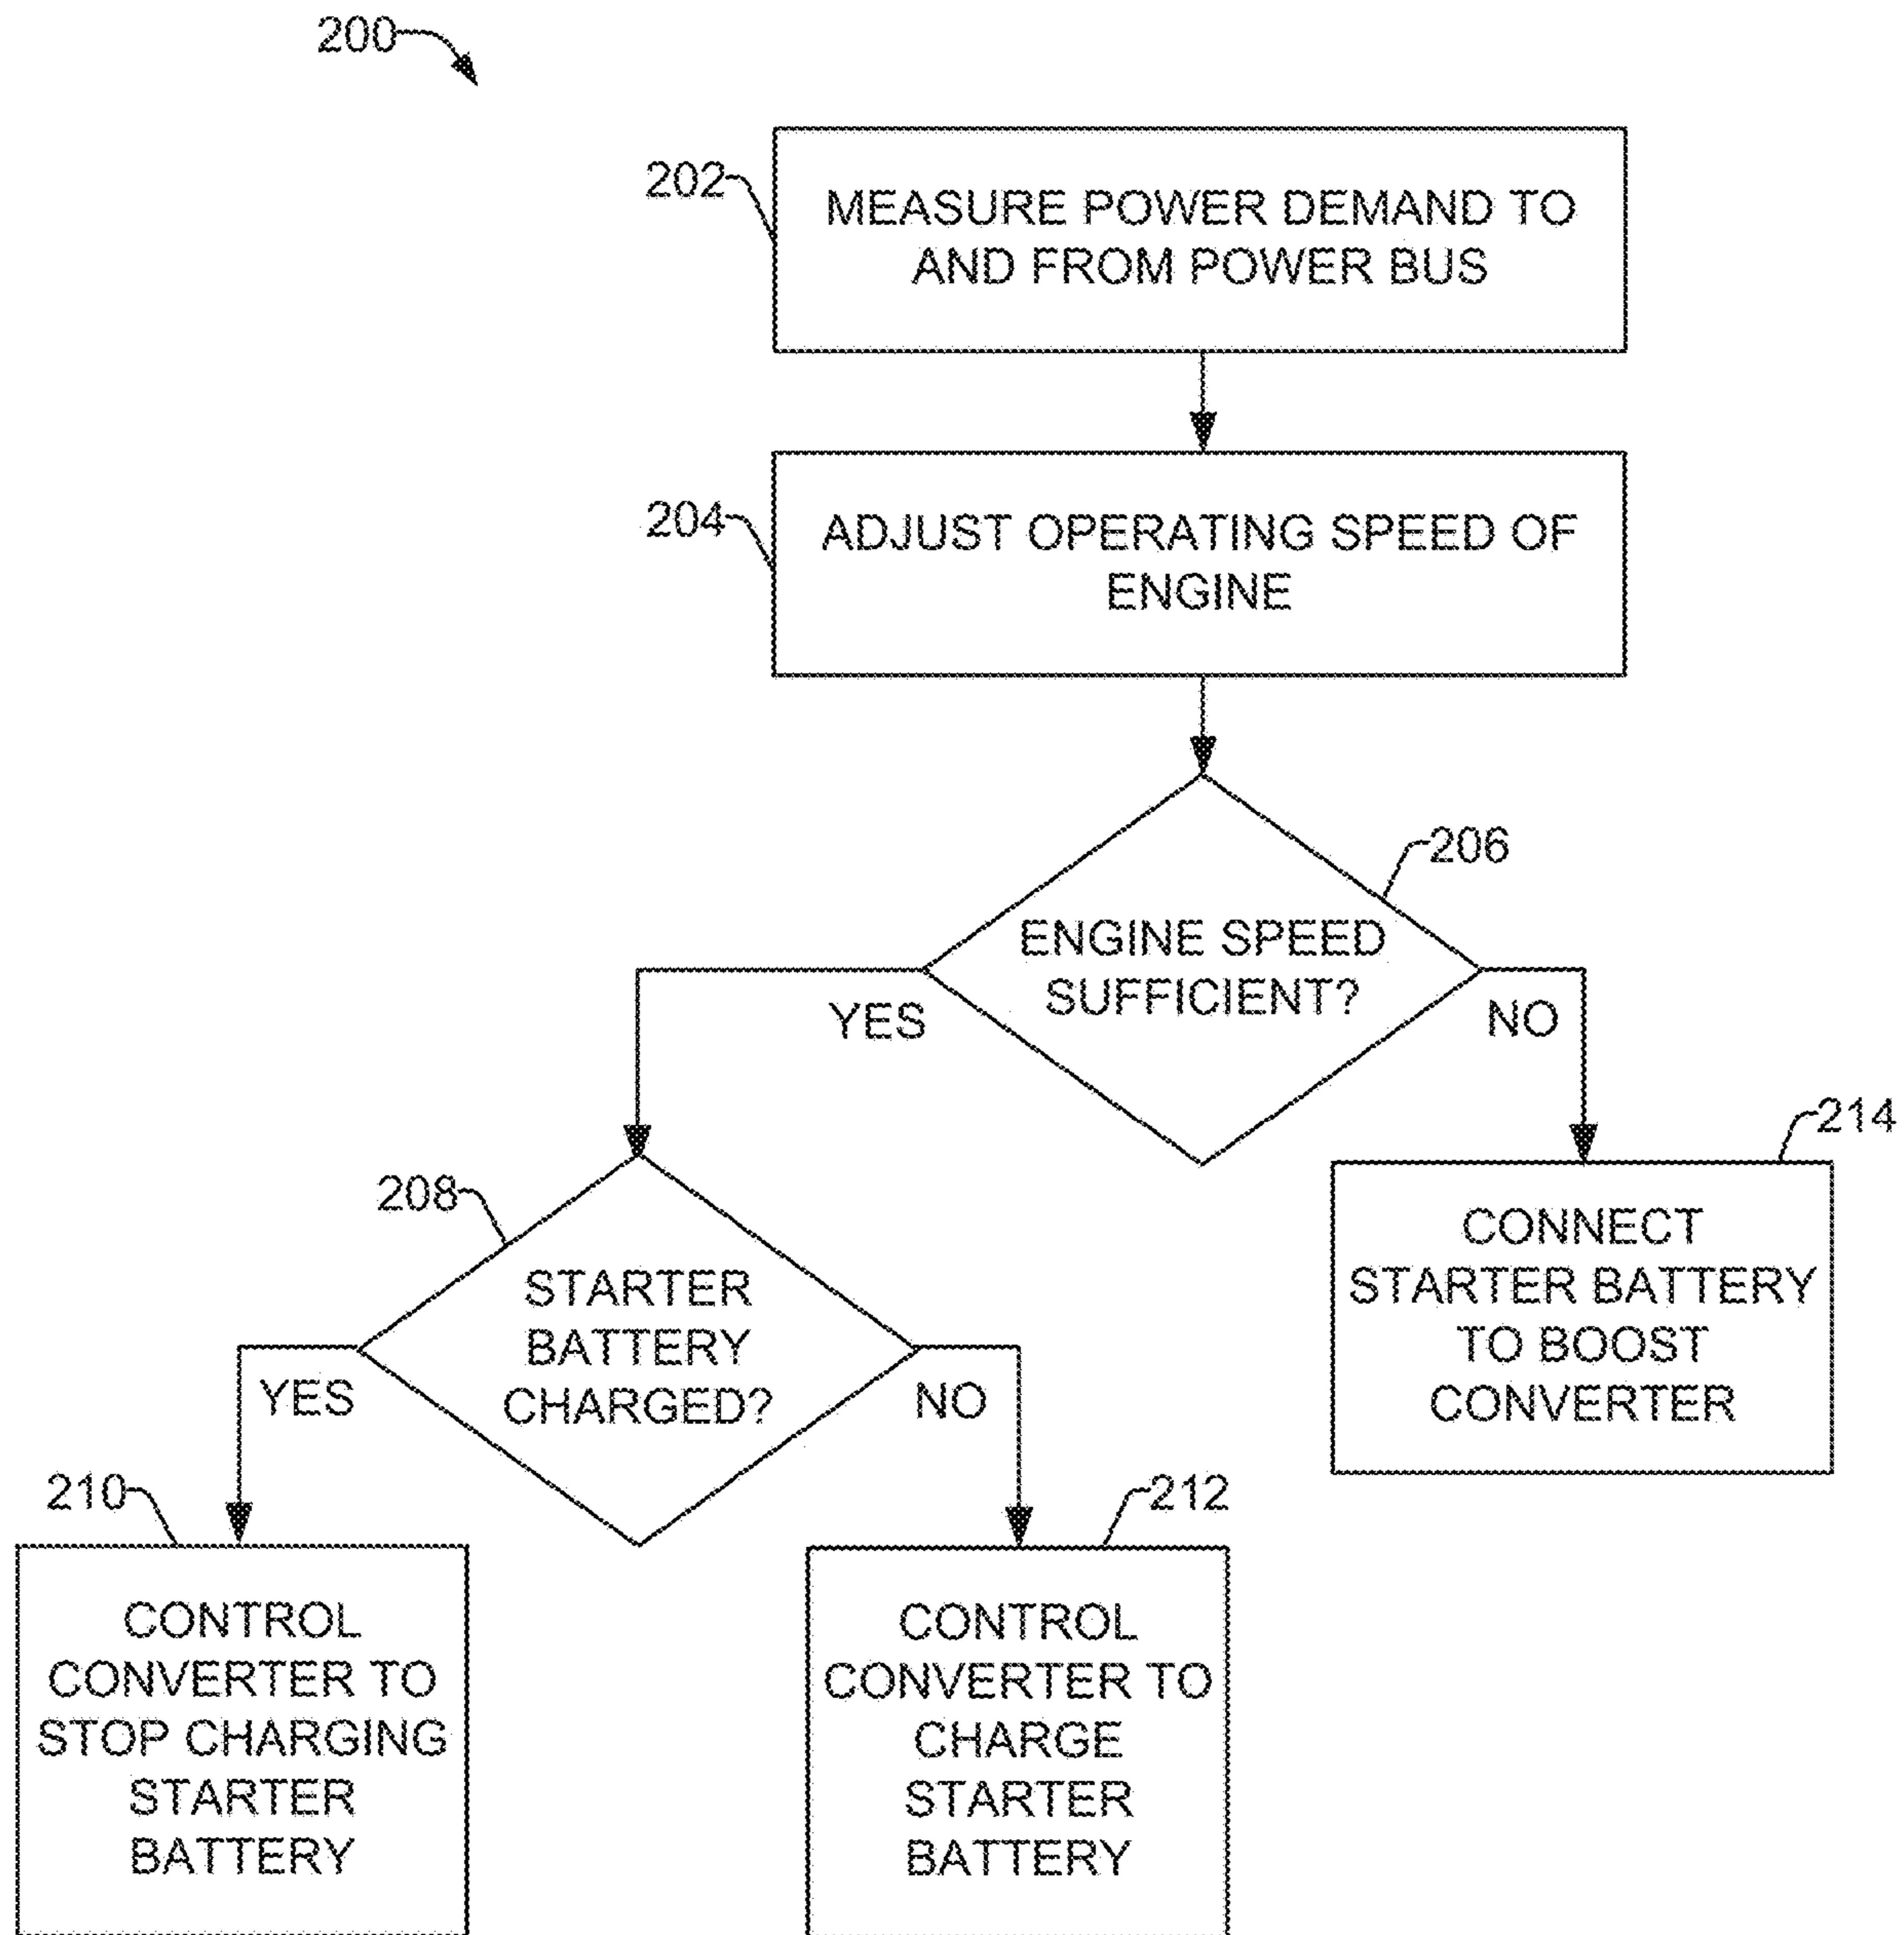 200
202
MEASURE POWER DEMAND TO
AND FROM POWER BUS
204
ADJUST OPERATING SPEED OF
ENGINE
206
ENGINE SPEED
SUFFICIENT?
YES
NO
208
STARTER
BATTERY
CHARGED?
YES
NO
214
CONNECT
STARTER BATTERY
TO BOOST
CONVERTER
210
CONTROL
CONVERTER TO
STOP CHARGING
STARTER
BATTERY
212
CONTROL
CONVERTER TO
CHARGE
STARTER
BATTERY